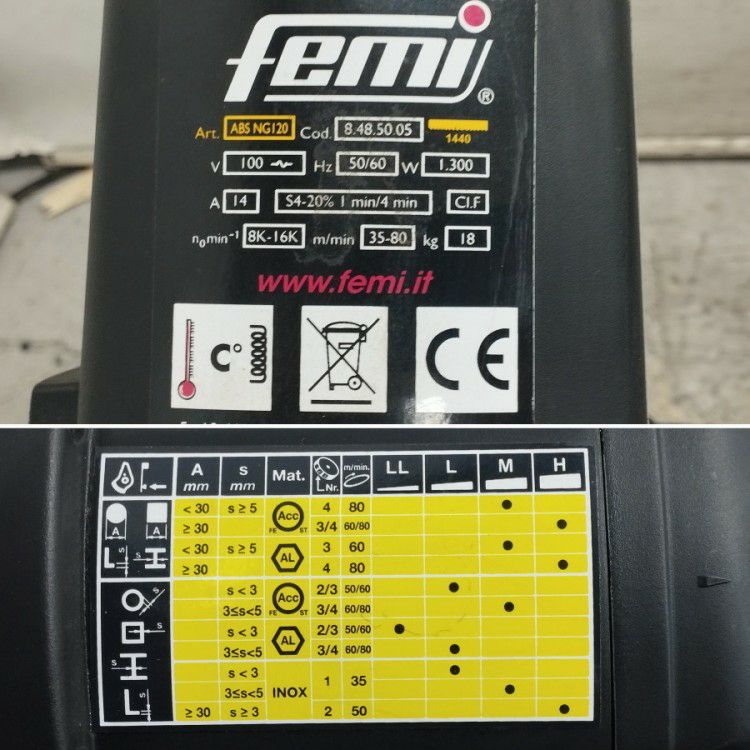 femi®
Art. ABS NG120 Cod. 8.48.50.05 1440
V 100 Hz 50/60 W 1.300
A 14 S4-20% 1 min/4 min Cl.F
n₀min⁻¹ 8K-16K m/min 35-80 kg 18
www.femi.it
C°
CE
A mm s mm Mat. Nr. m/min. LL L M H
< 30 s ≥ 5 Acc FE ST 4 80
A A ≥ 30 3/4 60/80
s < 30 s ≥ 5 AL 3 60
≥ 30 4 80
s s < 3 Acc FE ST 2/3 50/60
3≤s<5 3/4 60/80
s s < 3 AL 2/3 50/60
s 3≤s<5 3/4 60/80
s < 3 INOX 1 35
3≤s<5
s ≥ 30 s ≥ 3 2 50